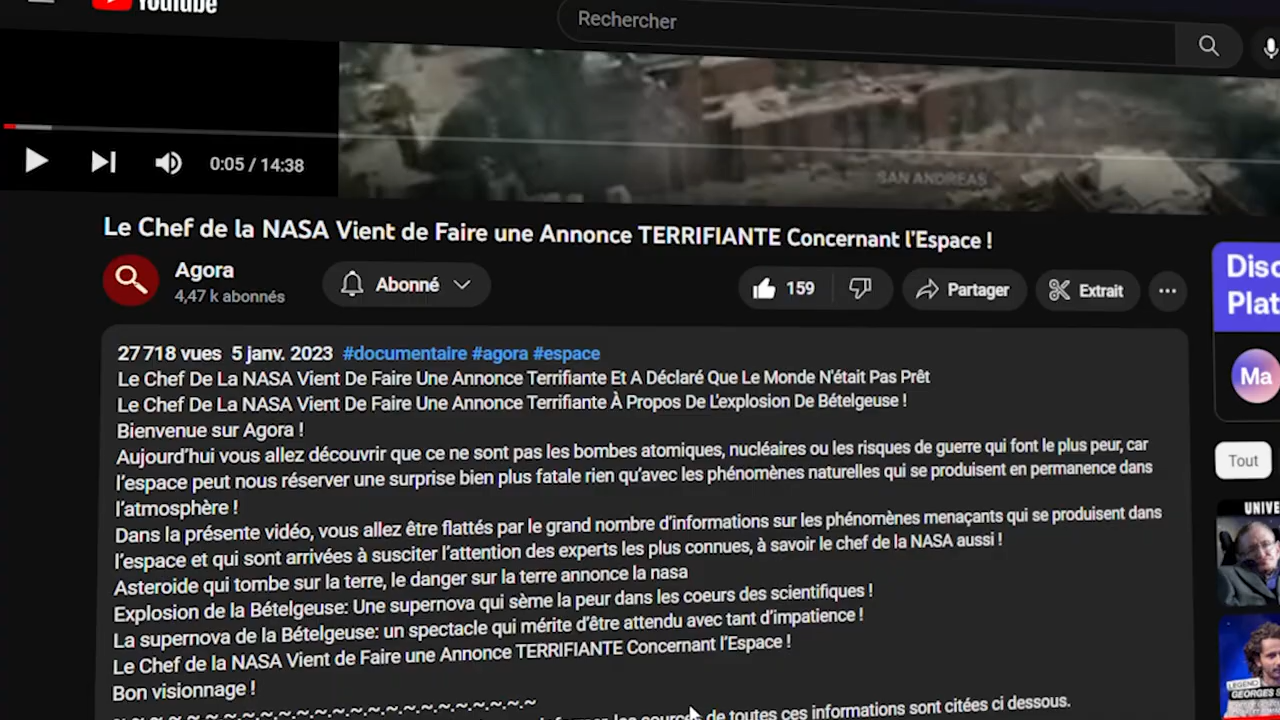 YouTube
Rechercher
0:05 / 14:38
SAN ANDREAS
Le Chef de la NASA Vient de Faire une Annonce TERRIFIANTE Concernant l'Espace !
Agora
4,47 k abonnés
Abonné
159
Partager
Extrait
Disc
Plat
Ma
Tout
27 718 vues 5 janv. 2023 #documentaire #agora #espace
Le Chef De La NASA Vient De Faire Une Annonce Terrifiante Et A Déclaré Que Le Monde N'était Pas Prêt
Le Chef De La NASA Vient De Faire Une Annonce Terrifiante À Propos De L'explosion De Bételgeuse !
Bienvenue sur Agora !
Aujourd'hui vous allez découvrir que ce ne sont pas les bombes atomiques, nucléaires ou les risques de guerre qui font le plus peur, car
l'espace peut nous réserver une surprise bien plus fatale rien qu'avec les phénomènes naturelles qui se produisent en permanence dans
l'atmosphère !
Dans la présente vidéo, vous allez être flattés par le grand nombre d'informations sur les phénomènes menaçants qui se produisent dans
l'espace et qui sont arrivées à susciter l'attention des experts les plus connues, à savoir le chef de la NASA aussi !
Asteroide qui tombe sur la terre, le danger sur la terre annonce la nasa
Explosion de la Bételgeuse: Une supernova qui sème la peur dans les coeurs des scientifiques !
La supernova de la Bételgeuse: un spectacle qui mérite d'être attendu avec tant d'impatience !
Le Chef de la NASA Vient de Faire une Annonce TERRIFIANTE Concernant l'Espace !
Bon visionnage !
~.~.~.~.~.~.~.~.~.~.~.~.~.~.~.~.~.~.~.~.~.~.~
les sources de toutes ces informations sont citées ci dessous.
UNIVE
LEGEND
GEORGES S